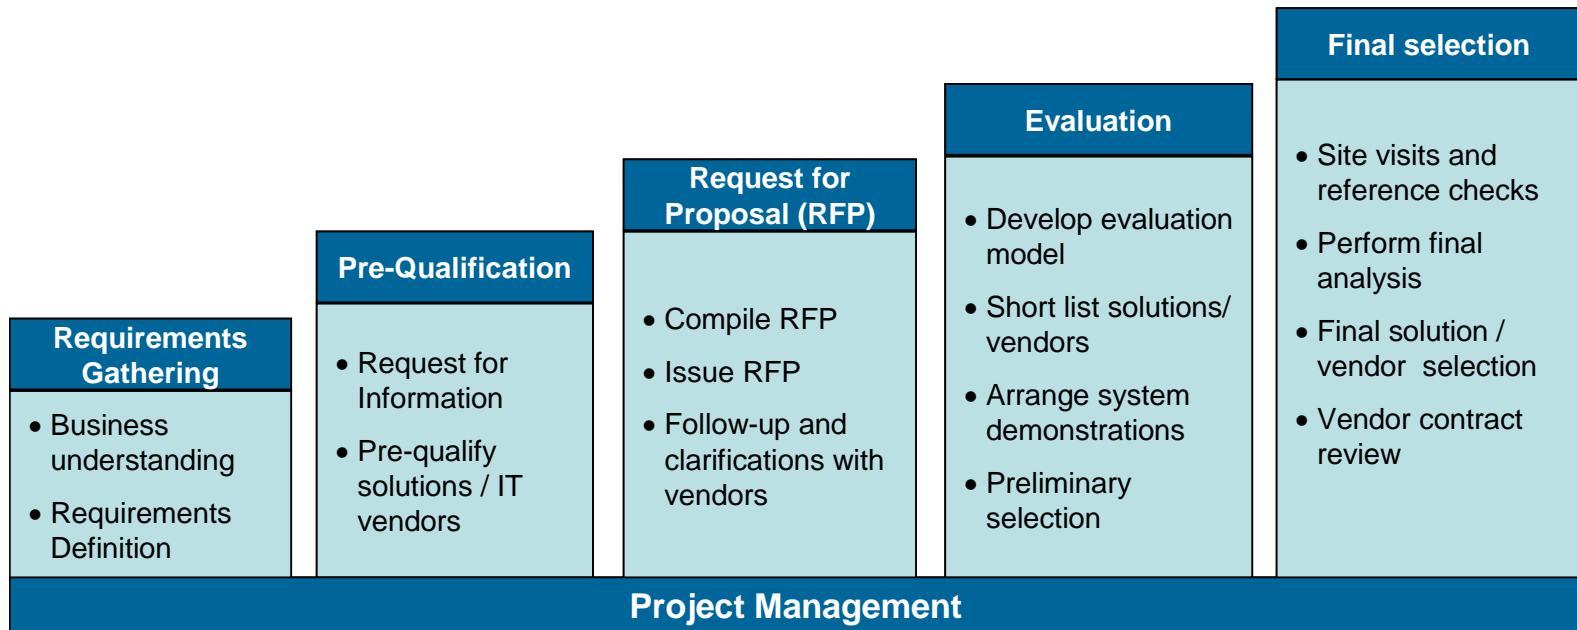 Requirements
Gathering
• Business
understanding
• Requirements
Definition
Pre-Qualification
• Request for
Information
• Pre-qualify
solutions / IT
vendors
Request for
Proposal (RFP)
• Compile RFP
• Issue RFP
• Follow-up and
clarifications with
vendors
Evaluation
• Develop evaluation
model
• Short list solutions/
vendors
• Arrange system
demonstrations
• Preliminary
selection
Final selection
• Site visits and
reference checks
• Perform final
analysis
• Final solution /
vendor selection
• Vendor contract
review
Project Management